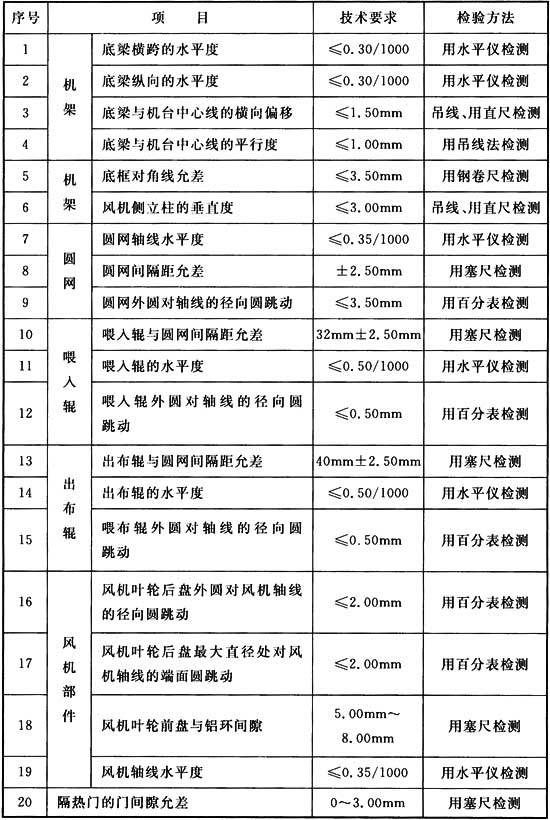 序号 项 目 技术要求 检验方法
1 机架 底梁横跨的水平度 ≤0.30/1000 用水平仪检测
2 底梁纵向的水平度 ≤0.30/1000 用水平仪检测
3 底梁与机台中心线的横向偏移 ≤1.50mm 吊线、用直尺检测
4 底梁与机台中心线的平行度 ≤1.00mm 用吊线法检测
5 机架 底框对角线允差 ≤3.50mm 用钢卷尺检测
6 风机侧立柱的垂直度 ≤3.00mm 吊线、用直尺检测
7 圆网 圆网轴线水平度 ≤0.35/1000 用水平仪检测
8 圆网间隔距允差 ±2.50mm 用塞尺检测
9 圆网外圆对轴线的径向圆跳动 ≤3.50mm 用百分表检测
10 喂入辊 喂入辊与圆网间隔距允差 32mm±2.50mm 用塞尺检测
11 喂入辊的水平度 ≤0.50/1000 用水平仪检测
12 喂入辊外圆对轴线的径向圆
跳动 ≤0.50mm 用百分表检测
13 出布辊 出布辊与圆网间隔距允差 40mm±2.50mm 用塞尺检测
14 出布辊的水平度 ≤0.50/1000 用水平仪检测
15 喂布辊外圆对轴线的径向圆
跳动 ≤0.50mm 用百分表检测
16 风机部件 风机叶轮后盘外圆对风机轴线
的径向圆跳动 ≤2.00mm 用百分表检测
17 风机叶轮后盘最大直径处对风
机轴线的端面圆跳动 ≤2.00mm 用百分表检测
18 风机叶轮前盘与铝环间隙 5.00mm～
8.00mm 用塞尺检测
19 风机轴线水平度 ≤0.35/1000 用水平仪检测
20 隔热门的门间隙允差 0～3.00mm 用塞尺检测